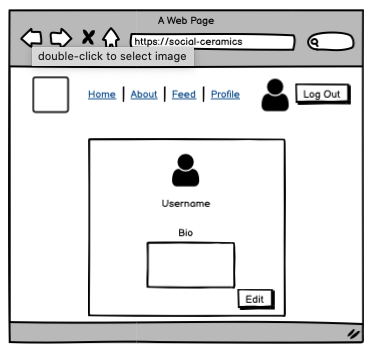 A Web Page
https://social-ceramics
double-click to select image
Home About Feed Profile Log Out
Username
Bio
Edit